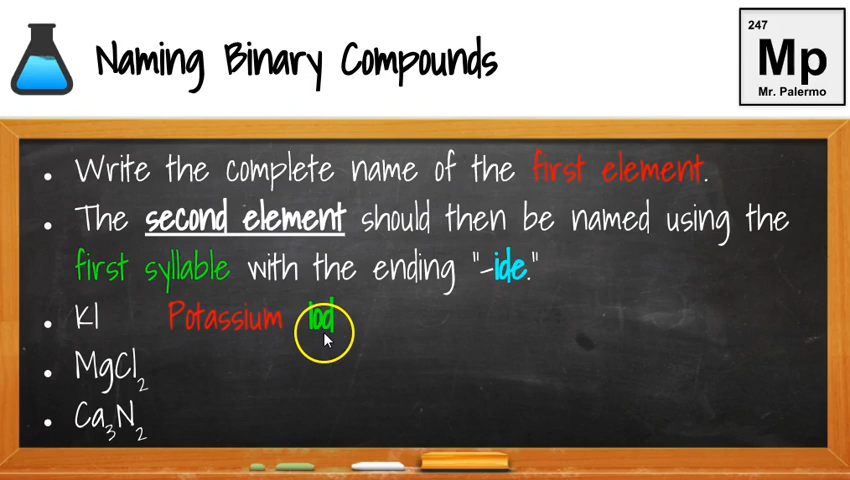 Naming Binary Compounds
247
Mp
Mr. Palermo
• Write the complete name of the first element.
• The second element should then be named using the
first syllable with the ending "-ide."
• KI Potassium iod
• MgCl₂
• Ca₃N₂